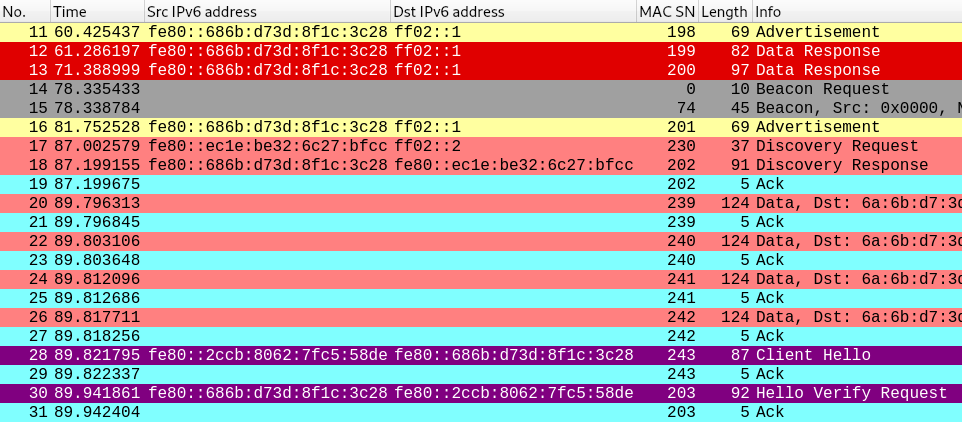 No. Time Src IPv6 address Dst IPv6 address MAC SN Length Info
11 60.425437 fe80::686b:d73d:8f1c:3c28 ff02::1 198 69 Advertisement
12 61.286197 fe80::686b:d73d:8f1c:3c28 ff02::1 199 82 Data Response
13 71.388999 fe80::686b:d73d:8f1c:3c28 ff02::1 200 97 Data Response
14 78.335433 0 10 Beacon Request
15 78.338784 74 45 Beacon, Src: 0x0000, N
16 81.752528 fe80::686b:d73d:8f1c:3c28 ff02::1 201 69 Advertisement
17 87.002579 fe80::ec1e:be32:6c27:bfcc ff02::2 230 37 Discovery Request
18 87.199155 fe80::686b:d73d:8f1c:3c28 fe80::ec1e:be32:6c27:bfcc 202 91 Discovery Response
19 87.199675 202 5 Ack
20 89.796313 239 124 Data, Dst: 6a:6b:d7:3d
21 89.796845 239 5 Ack
22 89.803106 240 124 Data, Dst: 6a:6b:d7:3d
23 89.803648 240 5 Ack
24 89.812096 241 124 Data, Dst: 6a:6b:d7:3d
25 89.812686 241 5 Ack
26 89.817711 242 124 Data, Dst: 6a:6b:d7:3d
27 89.818256 242 5 Ack
28 89.821795 fe80::2ccb:8062:7fc5:58de fe80::686b:d73d:8f1c:3c28 243 87 Client Hello
29 89.822337 243 5 Ack
30 89.941861 fe80::686b:d73d:8f1c:3c28 fe80::2ccb:8062:7fc5:58de 203 92 Hello Verify Request
31 89.942404 203 5 Ack